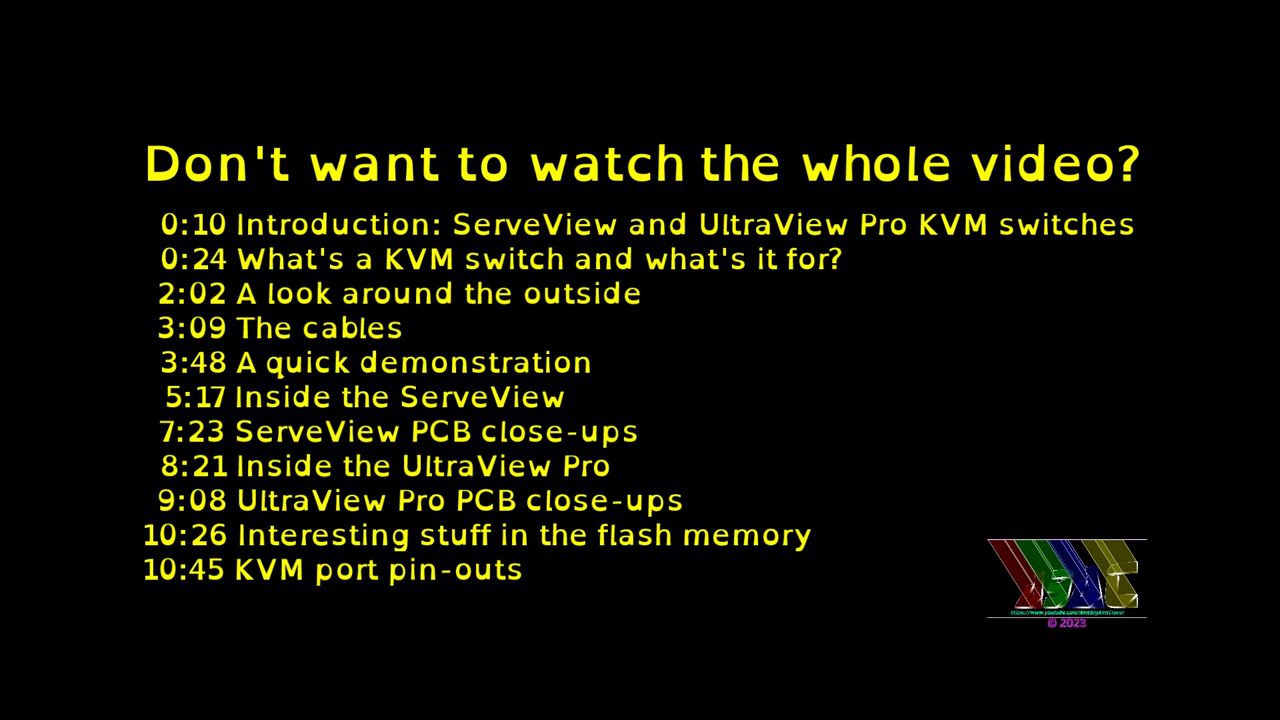 Don't want to watch the whole video?
0:10 Introduction: ServeView and UltraView Pro KVM switches
0:24 What's a KVM switch and what's it for?
2:02 A look around the outside
3:09 The cables
3:48 A quick demonstration
5:17 Inside the ServeView
7:23 ServeView PCB close-ups
8:21 Inside the UltraView Pro
9:08 UltraView Pro PCB close-ups
10:26 Interesting stuff in the flash memory
10:45 KVM port pin-outs
© 2023